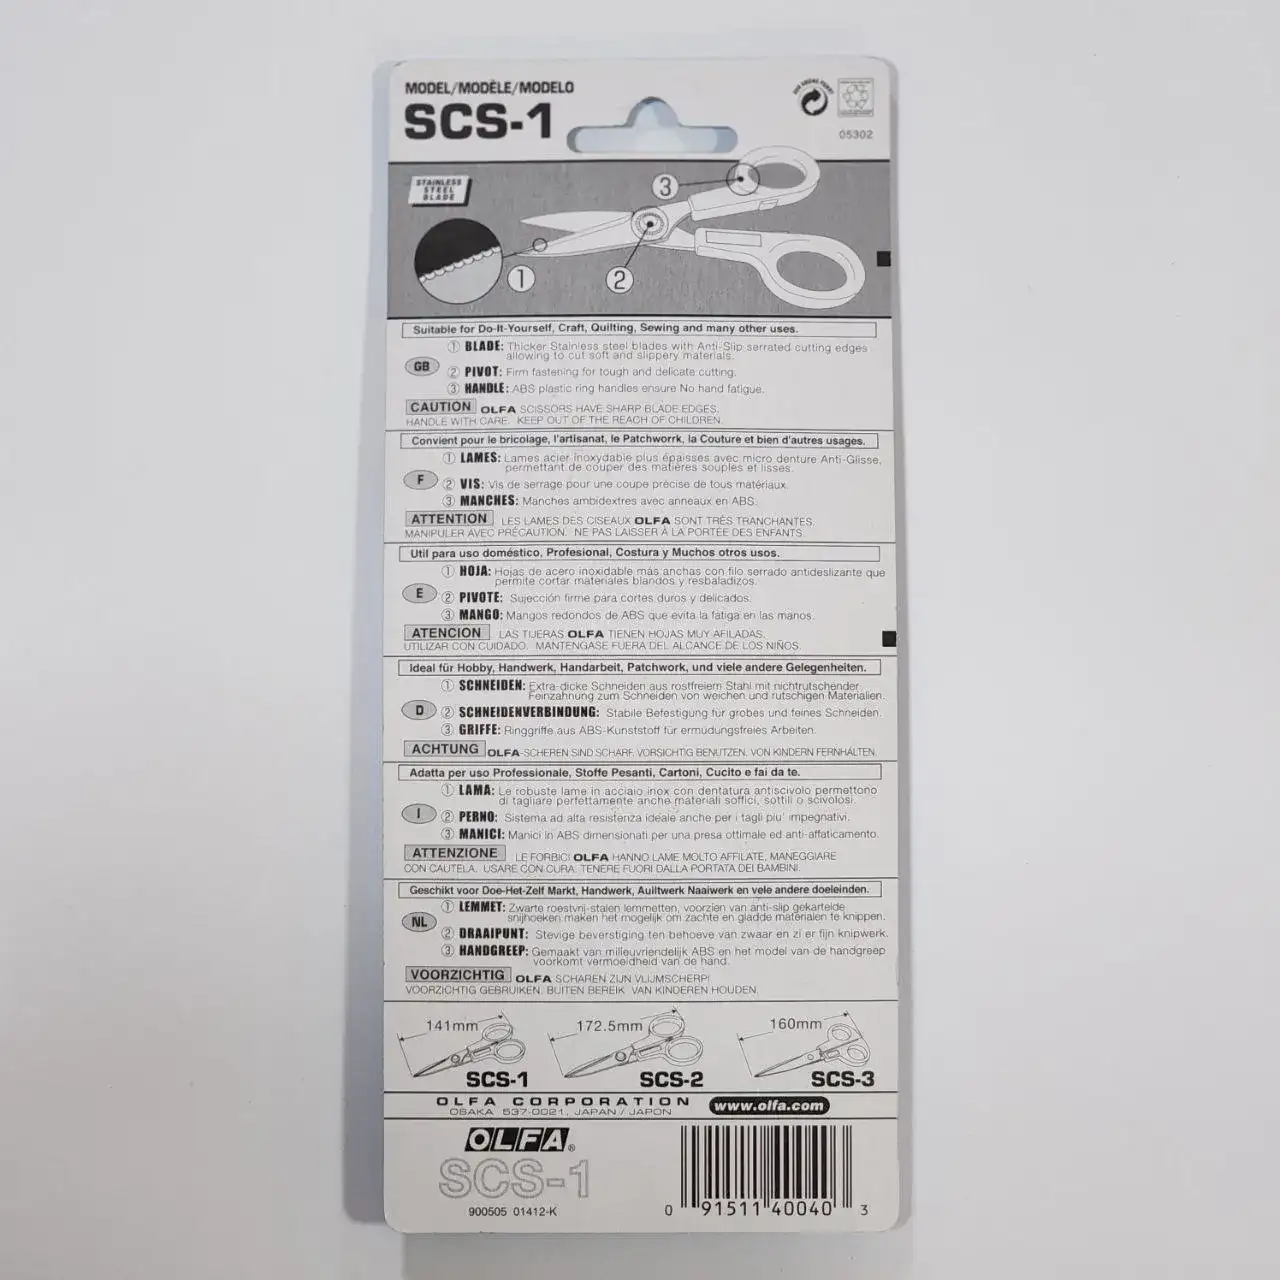 MODEL/MODÈLE/MODELO
SCS-1
05302
STAINLESS
STEEL
BLADE
3
1
2
Suitable for Do-It-Yourself, Craft, Quilting, Sewing and many other uses.
GB
① BLADE: Thicker Stainless steel blades with Anti-Slip serrated cutting edges
allowing to cut soft and slippery materials.
② PIVOT: Firm fastening for tough and delicate cutting.
③ HANDLE: ABS plastic ring handles ensure No hand fatigue.
CAUTION OLFA SCISSORS HAVE SHARP BLADE EDGES.
HANDLE WITH CARE. KEEP OUT OF THE REACH OF CHILDREN.
Convient pour le bricolage, l'artisanat, le Patchworrk, la Couture et bien d'autres usages.
F
① LAMES: Lames acier inoxydable plus épaisses avec micro denture Anti-Glisse,
permettant de couper des matières souples et lisses.
② VIS: Vis de serrage pour une coupe précise de tous matériaux.
③ MANCHES: Manches ambidextres avec anneaux en ABS.
ATTENTION LES LAMES DES CISEAUX OLFA SONT TRÈS TRANCHANTES.
MANIPULER AVEC PRÉCAUTION. NE PAS LAISSER À LA PORTÉE DES ENFANTS.
Util para uso doméstico, Profesional, Costura y Muchos otros usos.
E
① HOJA: Hojas de acero inoxidable más anchas con filo serrado antideslizante que
permite cortar materiales blandos y resbaladizos.
② PIVOTE: Sujección firme para cortes duros y delicados.
③ MANGO: Mangos redondos de ABS que evita la fatiga en las manos.
ATENCION LAS TIJERAS OLFA TIENEN HOJAS MUY AFILADAS.
UTILIZAR CON CUIDADO. MANTENGASE FUERA DEL ALCANCE DE LOS NIÑOS.
Ideal für Hobby, Handwerk, Handarbeit, Patchwork, und viele andere Gelegenheiten.
D
① SCHNEIDEN: Extra-dicke Schneiden aus rostfreiem Stahl mit nichtrutschender
Feinzahnung zum Schneiden von weichen und rutschigen Materialien.
② SCHNEIDENVERBINDUNG: Stabile Befestigung für grobes und feines Schneiden.
③ GRIFFE: Ringgriffe aus ABS-Kunststoff für ermüdungsfreies Arbeiten.
ACHTUNG OLFA-SCHEREN SIND SCHARF. VORSICHTIG BENUTZEN. VON KINDERN FERNHALTEN.
Adatta per uso Professionale, Stoffe Pesanti, Cartoni, Cucito e fai da te.
I
① LAMA: Le robuste lame in acciaio inox con dentatura antiscivolo permettono
di tagliare perfettamente anche materiali soffici, sottili o scivolosi.
② PERNO: Sistema ad alta resistenza ideale anche per i tagli piu' impegnativi.
③ MANICI: Manici in ABS dimensionati per una presa ottimale ed anti-affaticamento.
ATTENZIONE LE FORBICI OLFA HANNO LAME MOLTO AFFILATE, MANEGGIARE
CON CAUTELA. USARE CON CURA. TENERE FUORI DALLA PORTATA DEI BAMBINI.
Geschikt voor Doe-Het-Zelf Markt, Handwerk, Auiltwerk Naaiwerk en vele andere doeleinden.
NL
① LEMMET: Zwarte roestvrij-stalen lemmetten, voorzien van anti-slip gekartelde
snijhoeken maken het mogelijk om zachte en gladde materialen te knippen.
② DRAAIPUNT: Stevige beverstiging ten behoeve van zwaar en zi er fijn knipwerk.
③ HANDGREEP: Gemaakt van milieuvriendelijk ABS en het model van de handgreep
voorkomt vermoeidheid van de hand.
VOORZICHTIG OLFA SCHAREN ZIJN VLIJMSCHERP!
VOORZICHTIG GEBRUIKEN. BUITEN BEREIK VAN KINDEREN HOUDEN.
141mm 172.5mm 160mm
SCS-1 SCS-2 SCS-3
OLFA CORPORATION
OSAKA 537-0021, JAPAN / JAPON
www.olfa.com
OLFA®
SCS-1
900505 01412-K
0 91511 40040 3